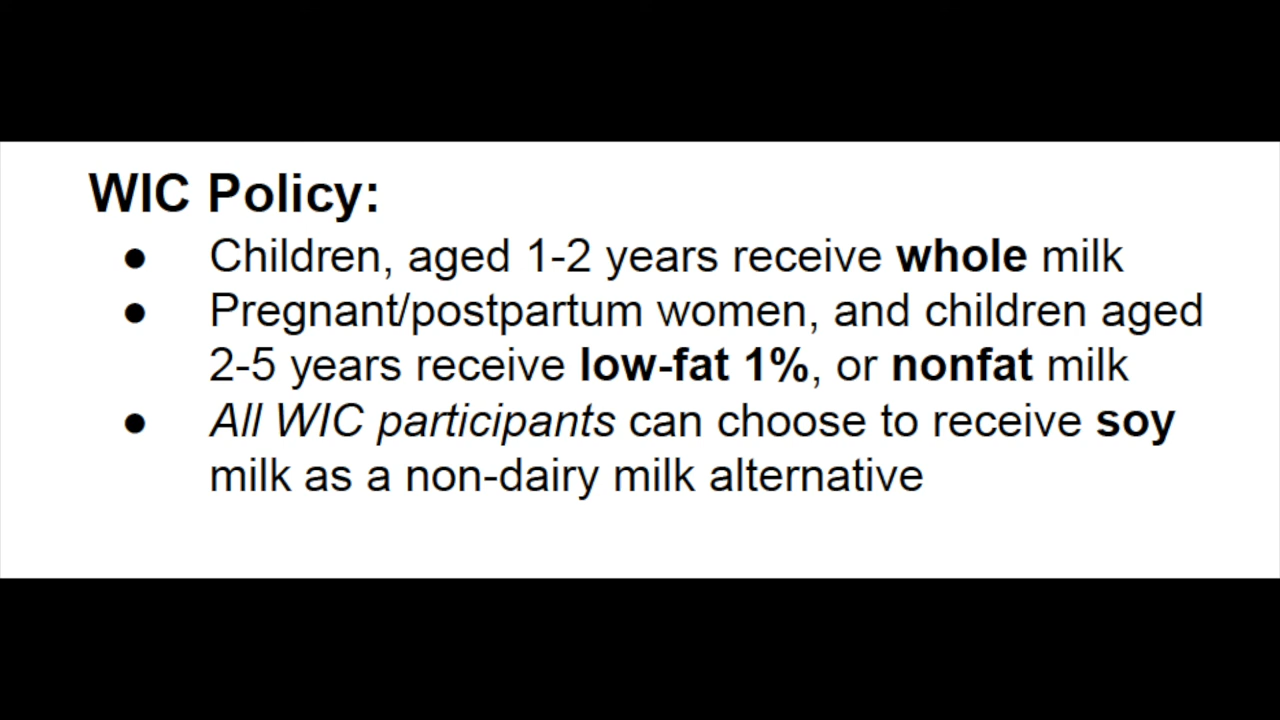 WIC Policy:
● Children, aged 1-2 years receive whole milk
● Pregnant/postpartum women, and children aged
2-5 years receive low-fat 1%, or nonfat milk
● All WIC participants can choose to receive soy
milk as a non-dairy milk alternative